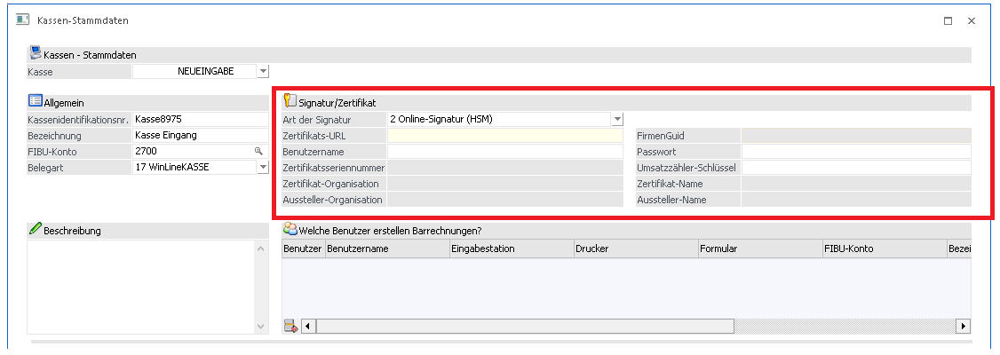 Kassen-Stammdaten
Kassen - Stammdaten
Kasse NEUEINGABE
Allgemein
Kassenidentifikationsnr. Kasse8975
Bezeichnung Kasse Eingang
FIBU-Konto 2700
Belegart 17 WinLineKASSE
Signatur/Zertifikat
Art der Signatur 2 Online-Signatur (HSM)
Zertifikats-URL FirmenGuid
Benutzername Passwort
Zertifikatsseriennummer Umsatzzähler-Schlüssel
Zertifikat-Organisation Zertifikat-Name
Aussteller-Organisation Aussteller-Name
Beschreibung
Welche Benutzer erstellen Barrechnungen?
Benutzer Benutzername Eingabestation Drucker Formular FIBU-Konto Bezei